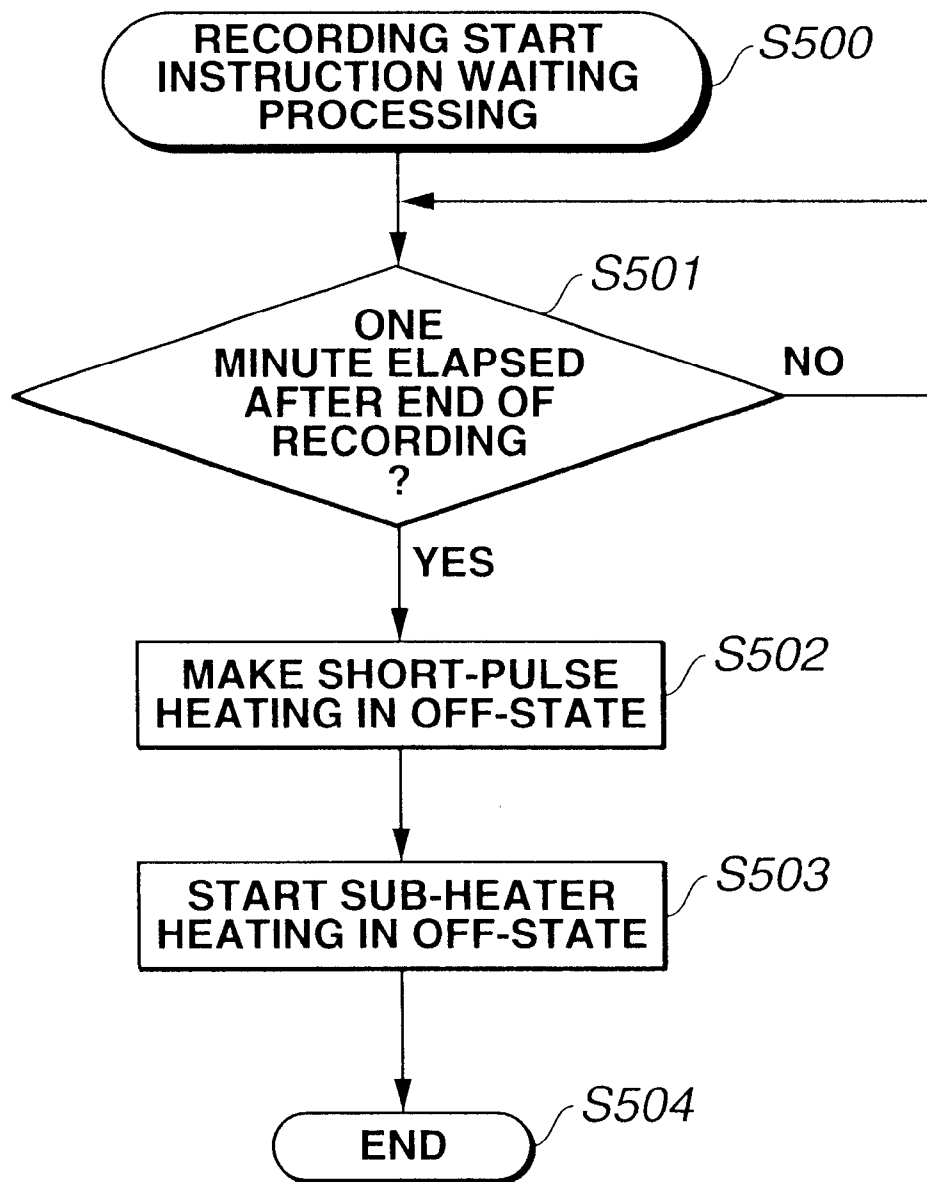 RECORDING START
INSTRUCTION WAITING
PROCESSING
S500
S501
ONE
MINUTE ELAPSED
AFTER END OF
RECORDING
?
NO
YES
S502
MAKE SHORT-PULSE
HEATING IN OFF-STATE
S503
START SUB-HEATER
HEATING IN OFF-STATE
S504
END